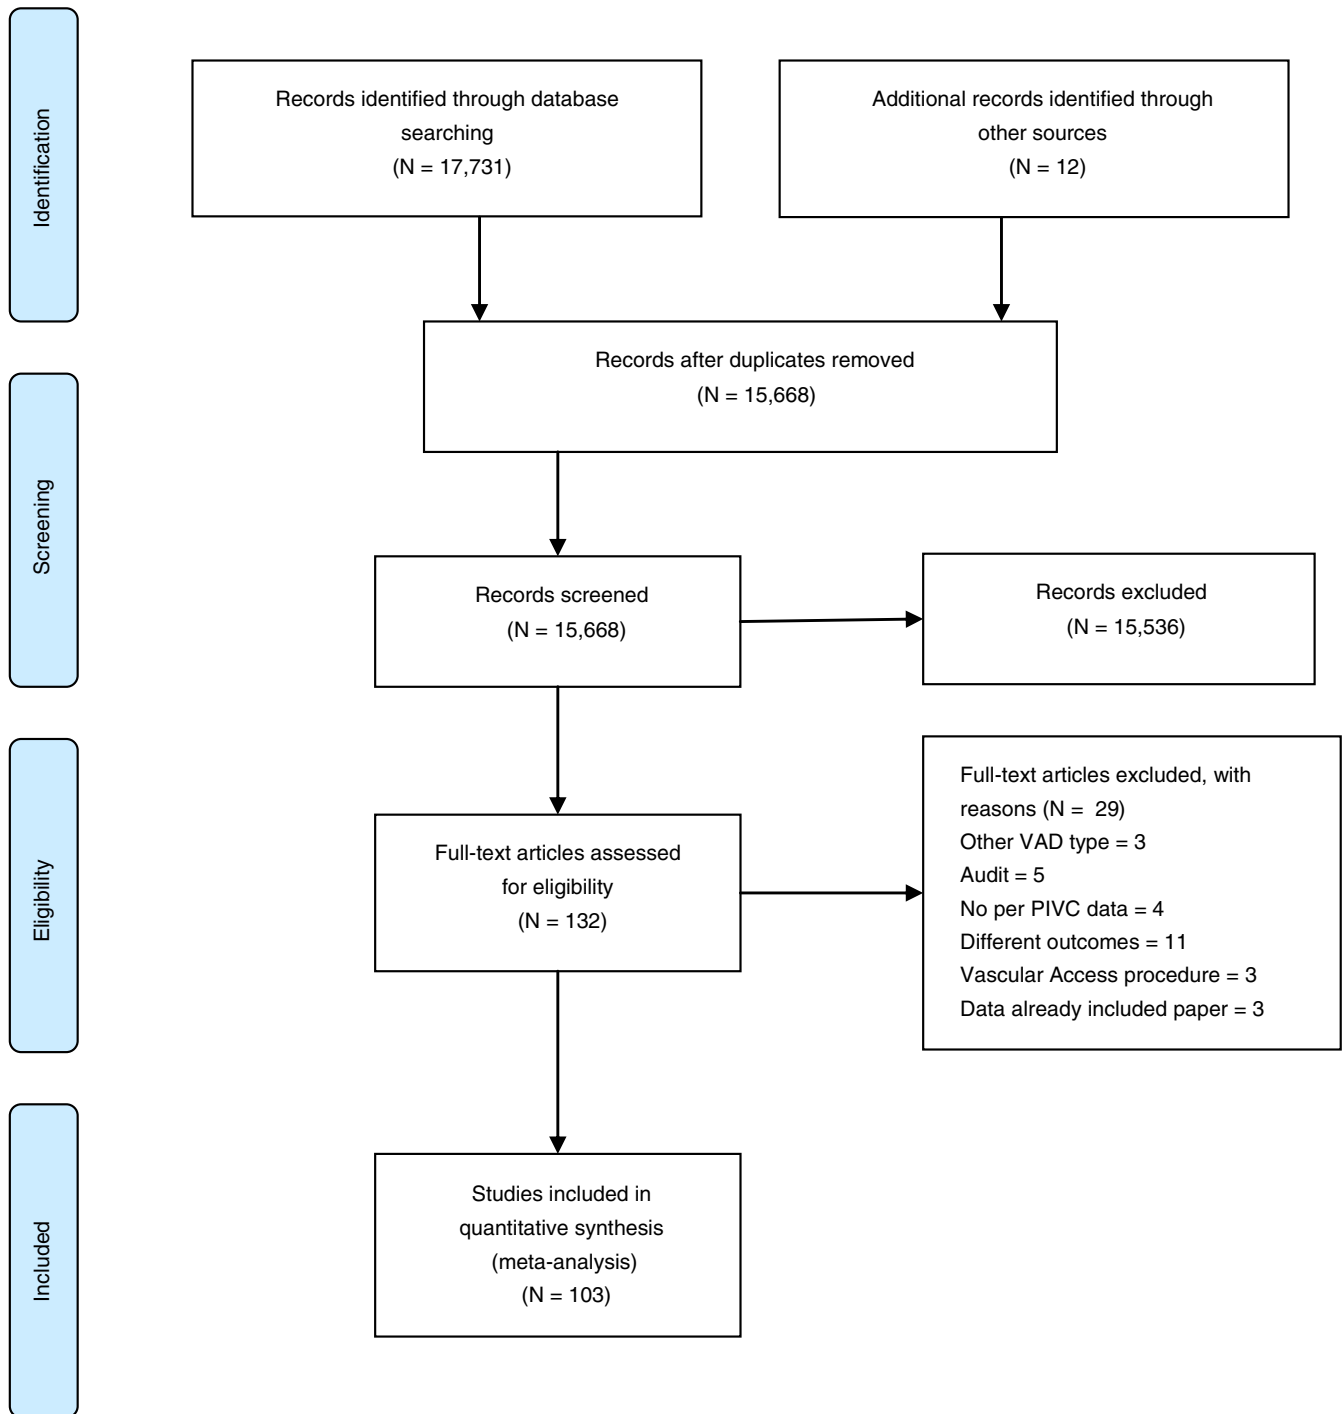 Identification
Records identified through database
searching
(N = 17,731)
Additional records identified through
other sources
(N = 12)
Records after duplicates removed
(N = 15,668)
Screening
Records screened
(N = 15,668)
Records excluded
(N = 15,536)
Eligibility
Full-text articles assessed
for eligibility
(N = 132)
Full-text articles excluded, with
reasons (N =  29)
Other VAD type = 3
Audit = 5
No per PIVC data = 4
Different outcomes = 11
Vascular Access procedure = 3
Data already included paper = 3
Included
Studies included in
quantitative synthesis
(meta-analysis)
(N = 103)